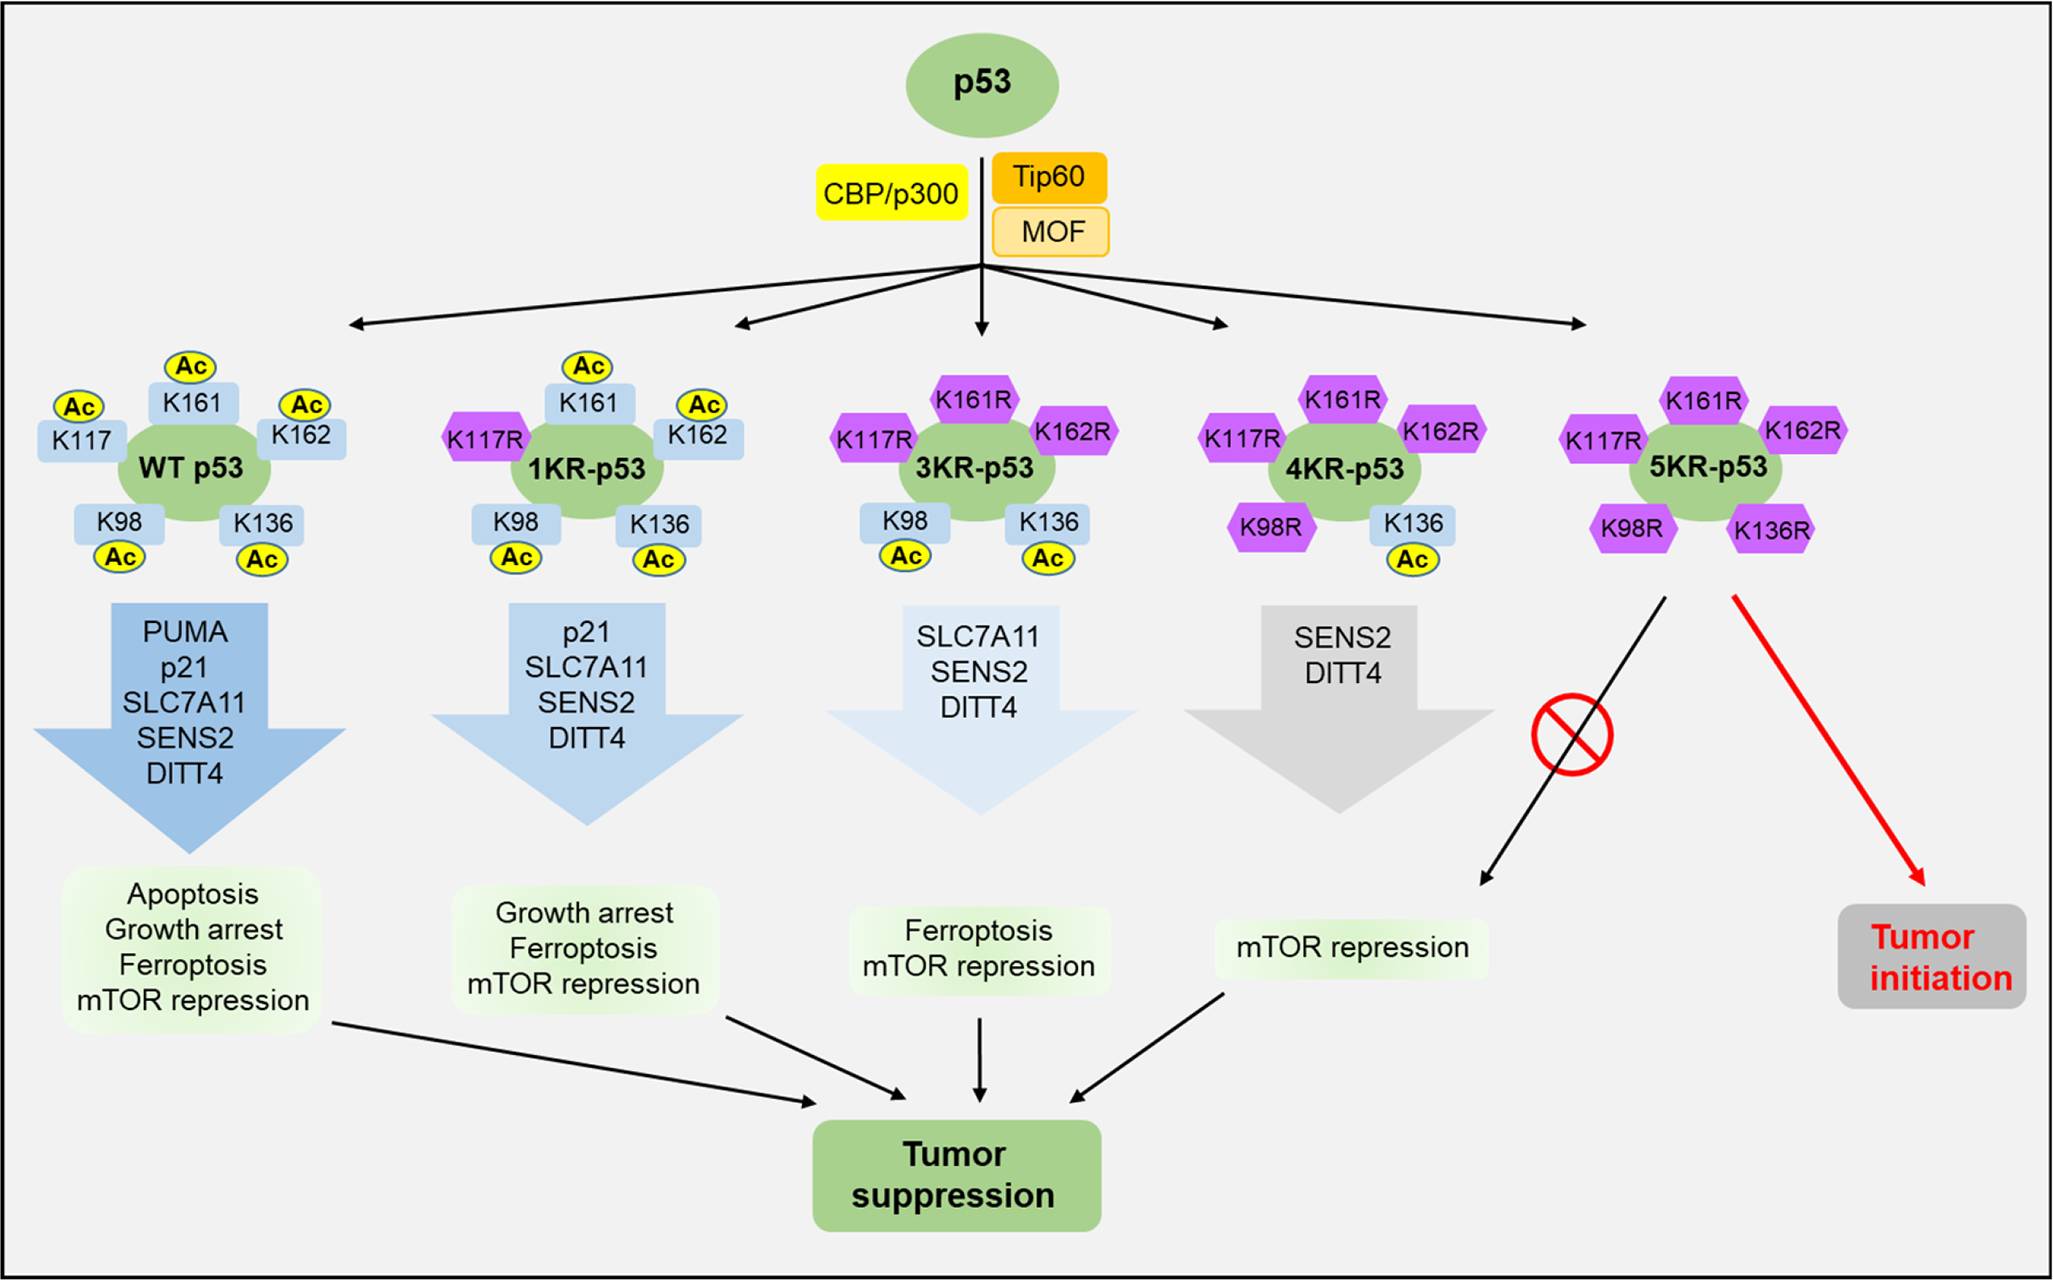 p53
CBP/p300
Tip60
MOF
Ac
K161
Ac
K117
Ac
K162
WT p53
K98
Ac
K136
Ac
Ac
K161
K117R
Ac
K162
1KR-p53
K98
Ac
K136
Ac
K161R
K117R
K162R
3KR-p53
K98
Ac
K136
Ac
K161R
K117R
K162R
4KR-p53
K98R
K136
Ac
K161R
K117R
K162R
5KR-p53
K98R
K136R
PUMA
p21
SLC7A11
SENS2
DITT4
p21
SLC7A11
SENS2
DITT4
SLC7A11
SENS2
DITT4
SENS2
DITT4
Apoptosis
Growth arrest
Ferroptosis
mTOR repression
Growth arrest
Ferroptosis
mTOR repression
Ferroptosis
mTOR repression
mTOR repression
Tumor
initiation
Tumor
suppression